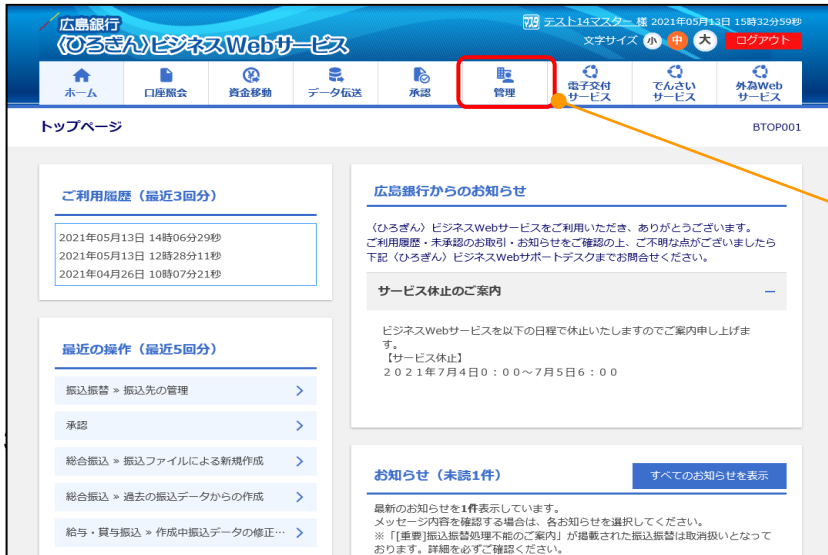 広島銀行
〈ひろぎん〉ビジネスWebサービス
テスト14マスター 様 2021年05月13日 15時32分59秒
文字サイズ 小 中 大 ログアウト
ホーム 口座照会 資金移動 データ伝送 承認 管理 電子交付サービス でんさいサービス 外為Webサービス
トップページ
BTOP001
ご利用履歴（最近3回分）
2021年05月13日 14時06分29秒
2021年05月13日 12時28分11秒
2021年04月26日 10時07分21秒
最近の操作（最近5回分）
振込振替 » 振込先の管理
承認
総合振込 » 振込ファイルによる新規作成
総合振込 » 過去の振込データからの作成
給与・賞与振込 » 作成中振込データの修正…
広島銀行からのお知らせ
〈ひろぎん〉ビジネスWebサービスをご利用いただき、ありがとうございます。
ご利用履歴・未承認のお取引・お知らせをご確認の上、ご不明な点がございましたら
下記〈ひろぎん〉ビジネスWebサポートデスクまでお問合せください。
サービス休止のご案内
ビジネスWebサービスを以下の日程で休止いたしますのでご案内申し上げま
す。
【サービス休止】
２０２１年７月４日０：００～７月５日６：００
お知らせ（未読1件）
すべてのお知らせを表示
最新のお知らせを1件表示しています。
メッセージ内容を確認する場合は、各お知らせを選択してください。
※「[重要]振込振替処理不能のご案内」が掲載された振込振替は取消扱いとなって
おります。詳細を必ずご確認ください。